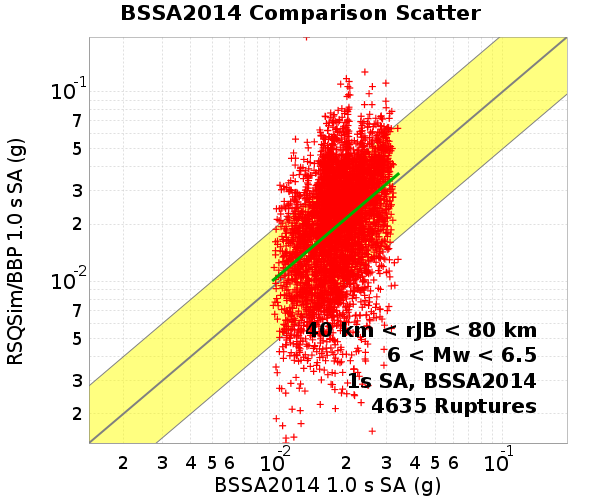 BSSA2014 Comparison Scatter
RSQSim/BBP 1.0 s SA (g)
10-1
7
5
3
2
10-2
7
5
3
2
40 km < rJB < 80 km
6 < Mw < 6.5
1s SA, BSSA2014
4635 Ruptures
2 3 4 5 6 10-2 2 3 4 5 6 10-1
BSSA2014 1.0 s SA (g)